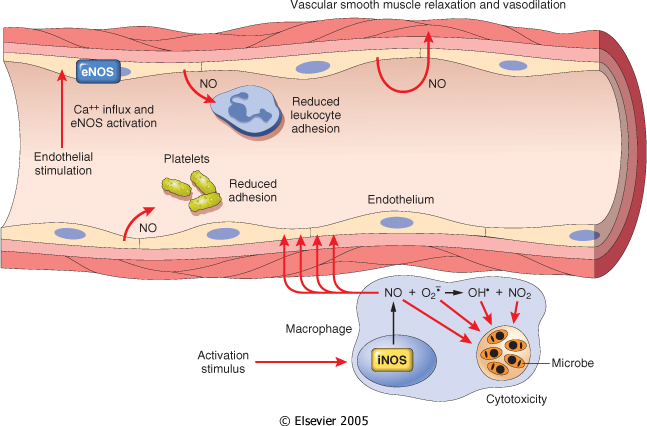 Vascular smooth muscle relaxation and vasodilation
eNOS
NO
NO
Ca⁺⁺ influx and
eNOS activation
Reduced
leukocyte
adhesion
Endothelial
stimulation
Platelets
Reduced
adhesion
NO
Endothelium
NO + O₂•̅ → OH• + NO₂
Macrophage
iNOS
Activation
stimulus
Microbe
Cytotoxicity
© Elsevier 2005